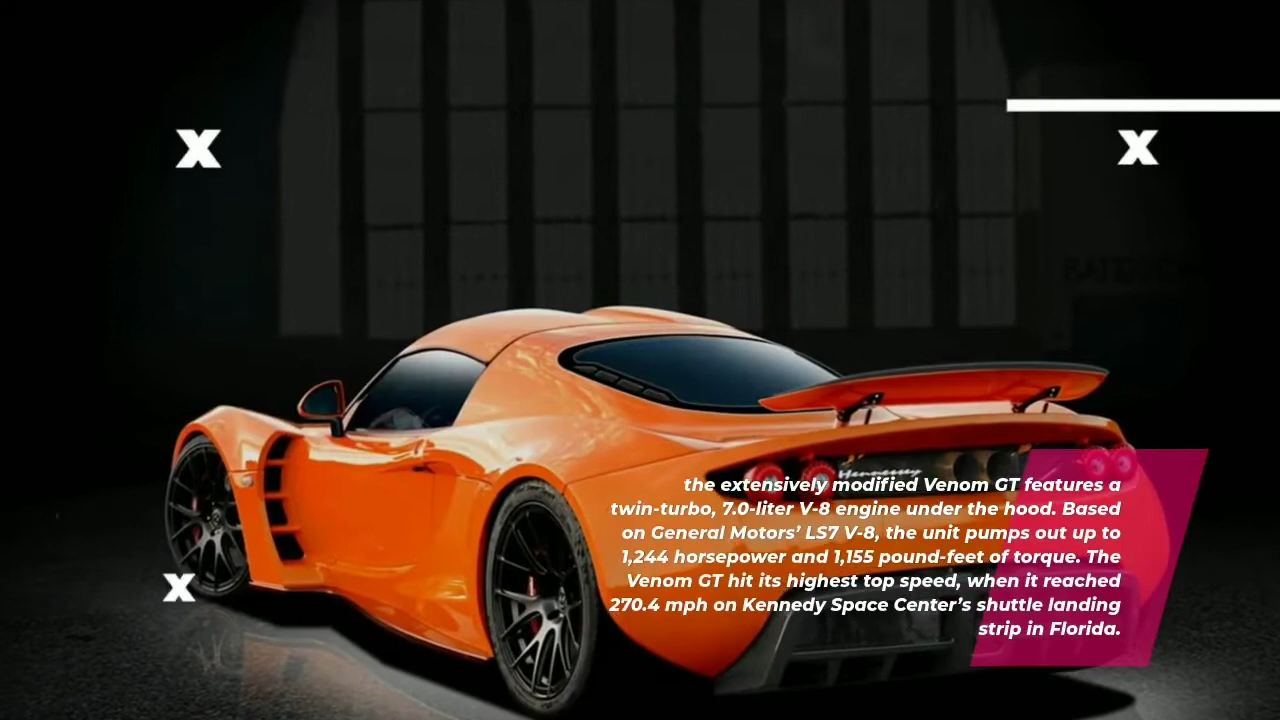 X
X
Hennessey
the extensively modified Venom GT features a
twin-turbo, 7.0-liter V-8 engine under the hood. Based
on General Motors’ LS7 V-8, the unit pumps out up to
1,244 horsepower and 1,155 pound-feet of torque. The
Venom GT hit its highest top speed, when it reached
270.4 mph on Kennedy Space Center’s shuttle landing
strip in Florida.
X